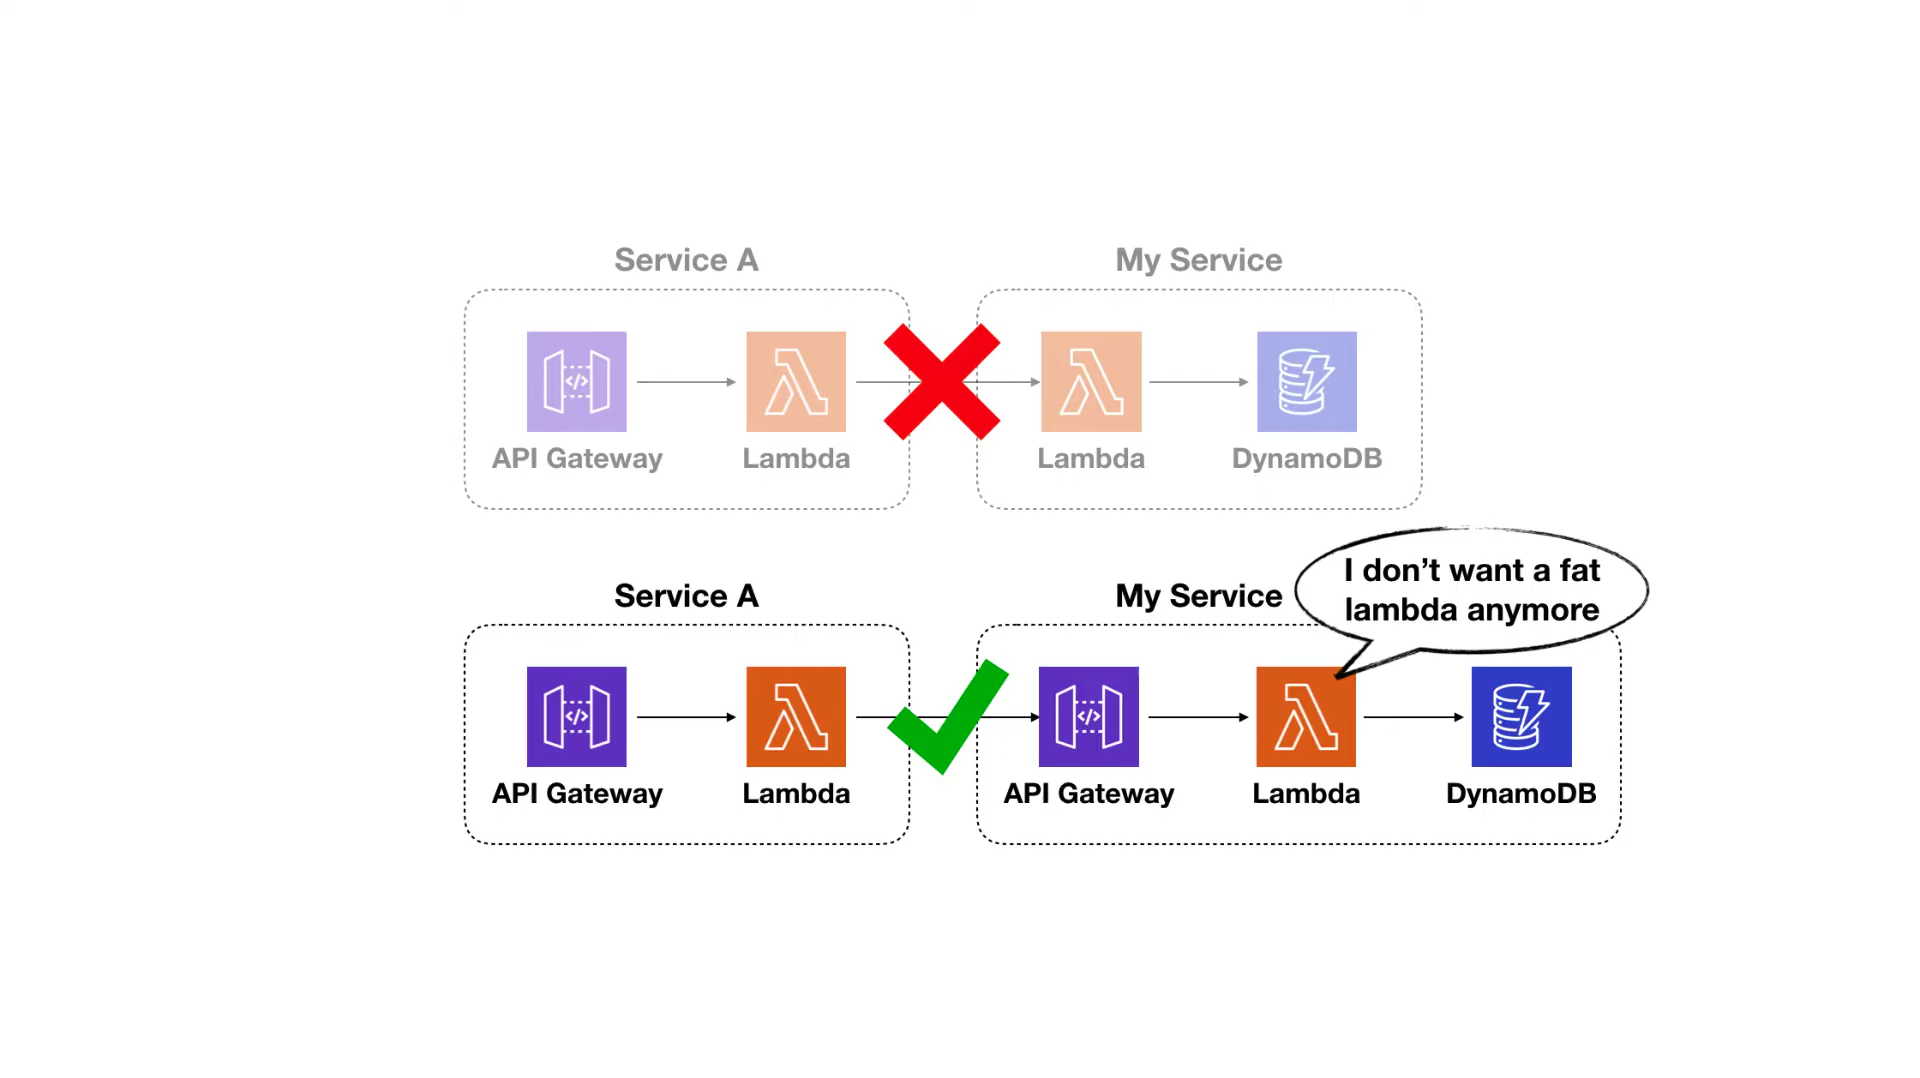 Service A
My Service
API Gateway
Lambda
Lambda
DynamoDB
I don’t want a fat
lambda anymore
Service A
My Service
API Gateway
Lambda
API Gateway
Lambda
DynamoDB